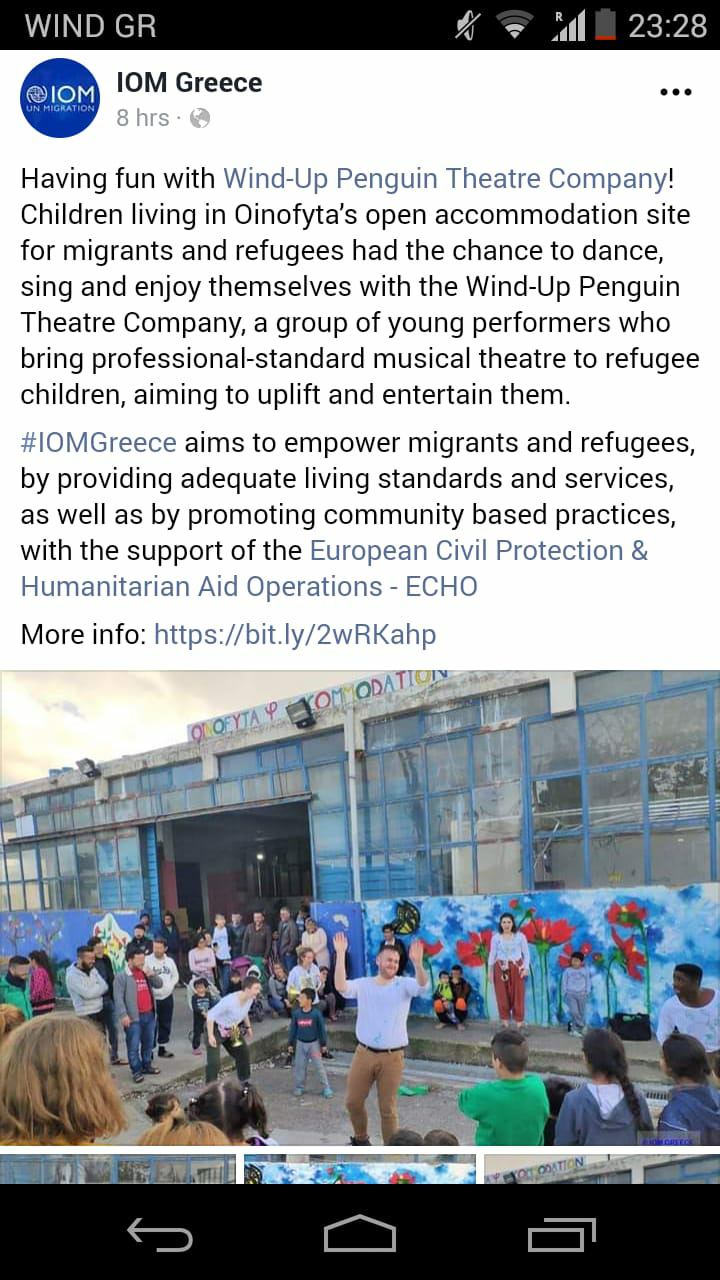 WIND GR
23:28
IOM
UN MIGRATION
IOM Greece
8 hrs ·
Having fun with Wind-Up Penguin Theatre Company!
Children living in Oinofyta’s open accommodation site
for migrants and refugees had the chance to dance,
sing and enjoy themselves with the Wind-Up Penguin
Theatre Company, a group of young performers who
bring professional-standard musical theatre to refugee
children, aiming to uplift and entertain them.
#IOMGreece aims to empower migrants and refugees,
by providing adequate living standards and services,
as well as by promoting community based practices,
with the support of the European Civil Protection &
Humanitarian Aid Operations - ECHO
More info: https://bit.ly/2wRKahp
OINOFYTA
KOMMODATION
© IOM GREECE
KOMMODATION